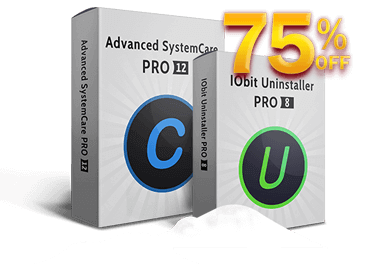 75%
OFF
Advanced SystemCare
PRO 12
C
Advanced SystemCare PRO 12
IObit Uninstaller
PRO 8
U
IObit Uninstaller PRO 8